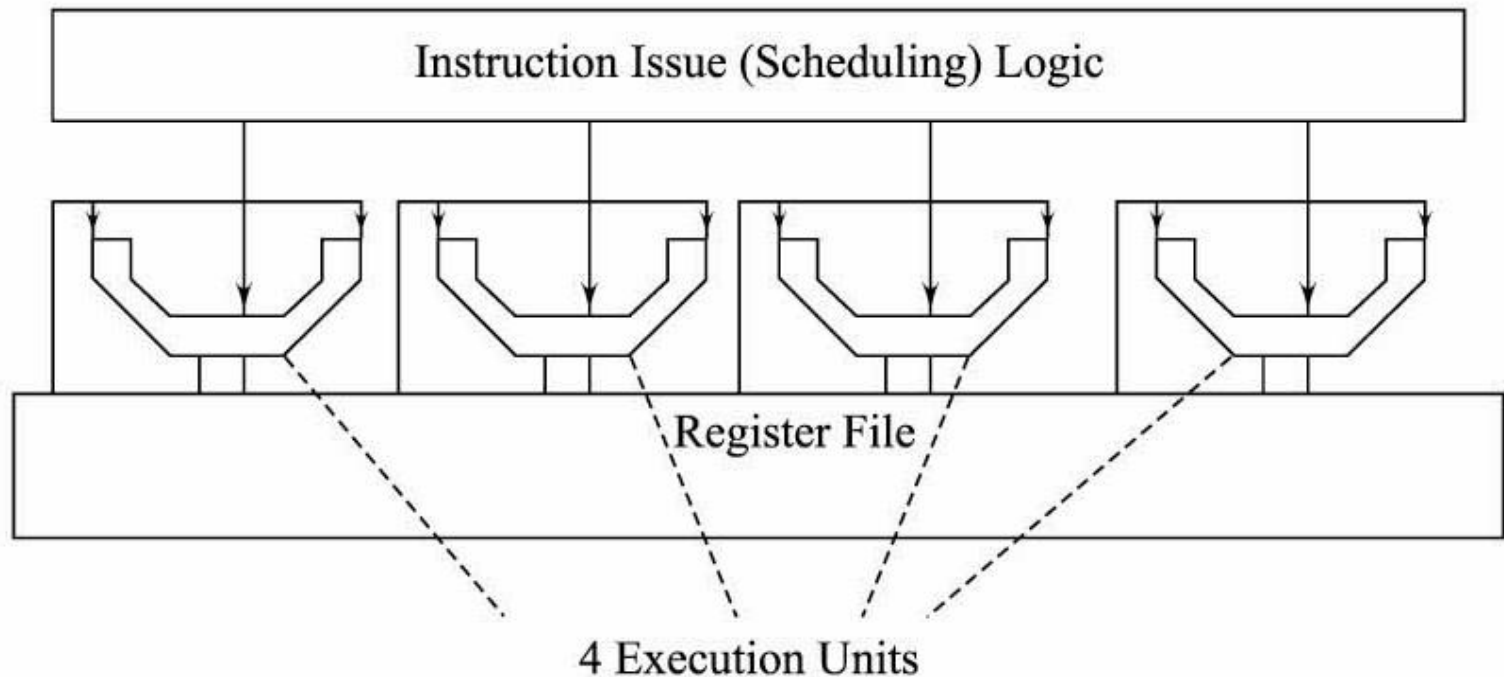 Instruction Issue (Scheduling) Logic
Register File
4 Execution Units